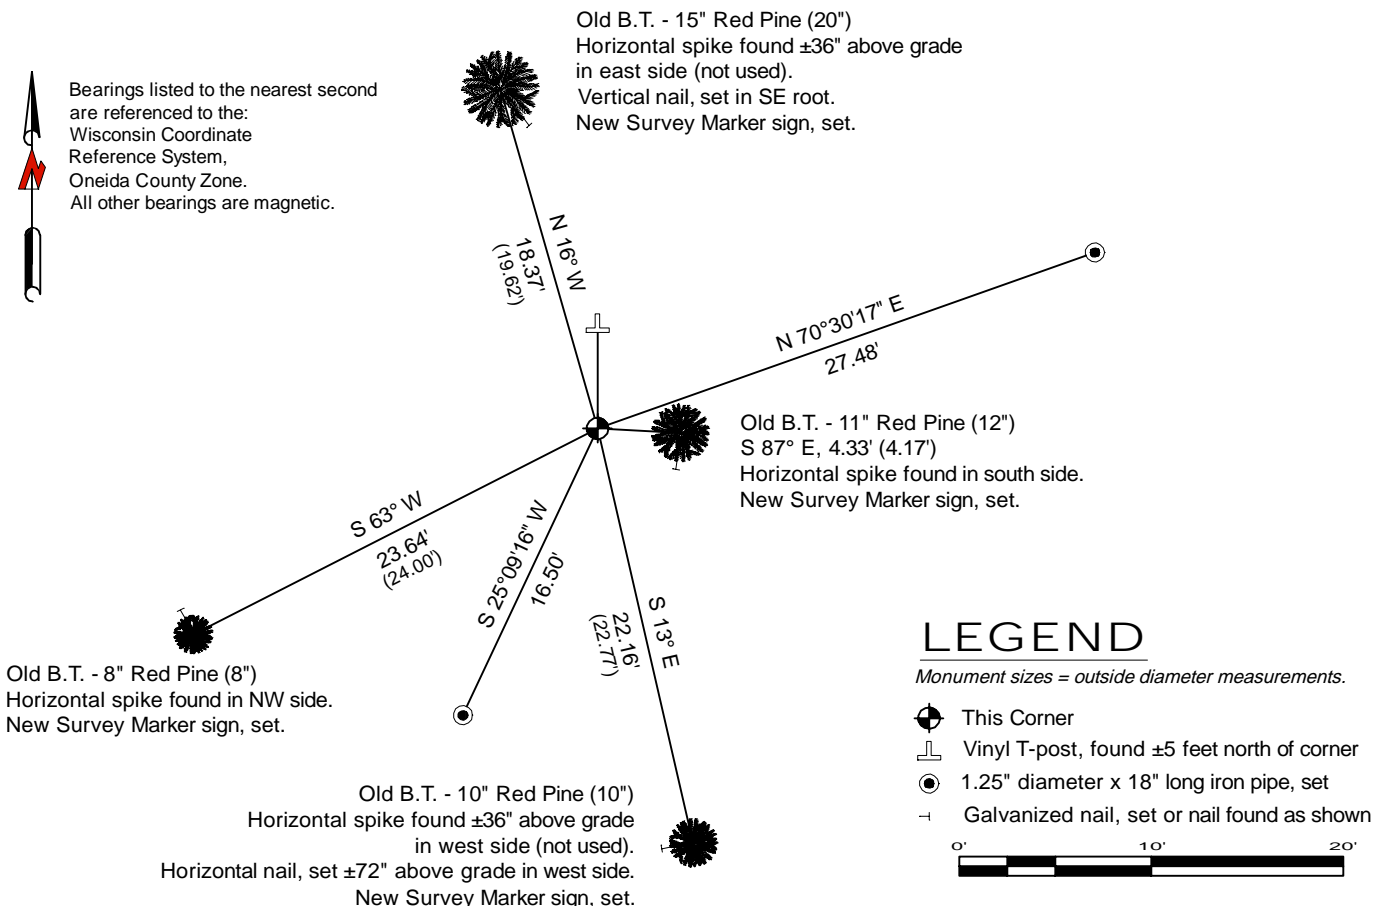 Old B.T. - 15" Red Pine (20")
Horizontal spike found ±36" above grade
in east side (not used).
Vertical nail, set in SE root.
New Survey Marker sign, set.
Bearings listed to the nearest second
are referenced to the:
Wisconsin Coordinate
Reference System,
Oneida County Zone.
All other bearings are magnetic.
N 16° W
18.37'
(19.62')
N 70°30'17" E
27.48'
Old B.T. - 11" Red Pine (12")
S 87° E, 4.33' (4.17')
Horizontal spike found in south side.
New Survey Marker sign, set.
S 63° W
23.64'
(24.00')
S 25°09'16" W
16.50'
S 13° E
22.16'
(22.77')
Old B.T. - 8" Red Pine (8")
Horizontal spike found in NW side.
New Survey Marker sign, set.
Old B.T. - 10" Red Pine (10")
Horizontal spike found ±36" above grade
in west side (not used).
Horizontal nail, set ±72" above grade in west side.
New Survey Marker sign, set.
LEGEND
Monument sizes = outside diameter measurements.
This Corner
Vinyl T-post, found ±5 feet north of corner
1.25" diameter x 18" long iron pipe, set
Galvanized nail, set or nail found as shown
0' 10' 20'